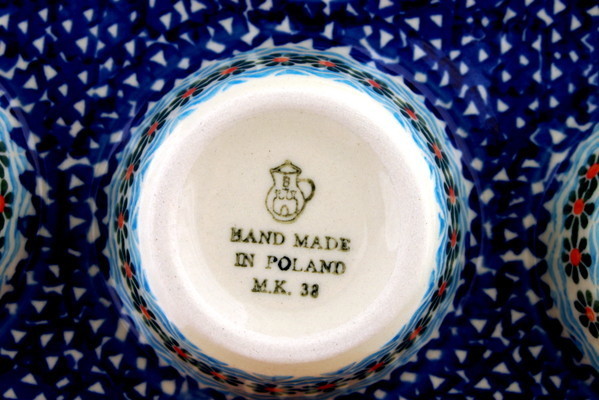 B
HAND MADE
IN POLAND
M.K. 38